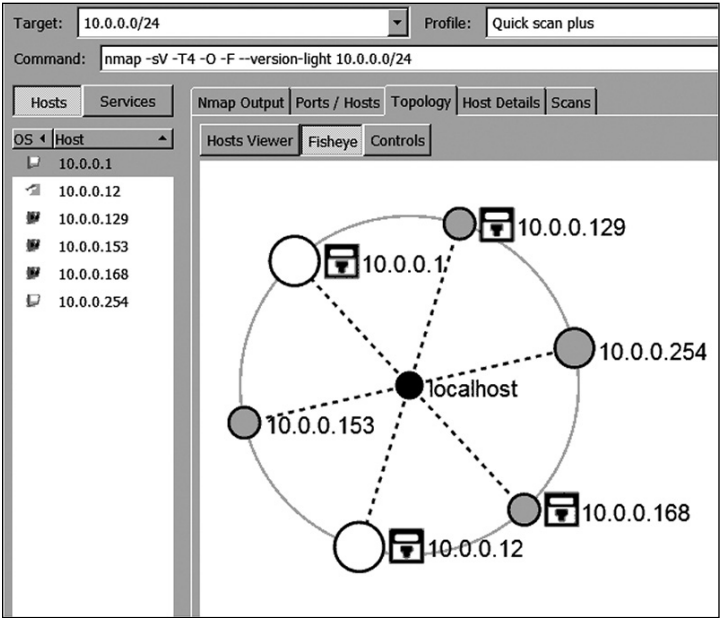 Target: 10.0.0.0/24 Profile: Quick scan plus
Command: nmap -sV -T4 -O -F --version-light 10.0.0.0/24
Hosts Services
Nmap Output Ports / Hosts Topology Host Details Scans
OS Host
Hosts Viewer Fisheye Controls
10.0.0.1
10.0.0.12
10.0.0.129
10.0.0.153
10.0.0.168
10.0.0.254
10.0.0.129
10.0.0.1
10.0.0.254
localhost
10.0.0.153
10.0.0.168
10.0.0.12